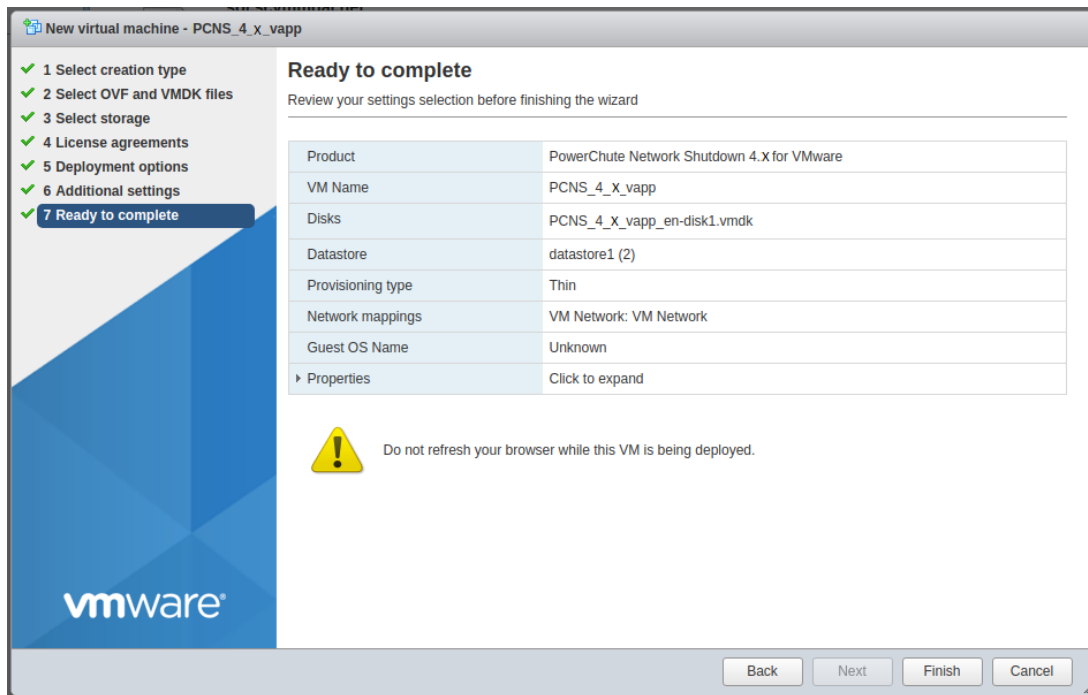 New virtual machine - PCNS_4_x_vapp
1 Select creation type
2 Select OVF and VMDK files
3 Select storage
4 License agreements
5 Deployment options
6 Additional settings
7 Ready to complete
vmware®
Ready to complete
Review your settings selection before finishing the wizard
Product PowerChute Network Shutdown 4.x for VMware
VM Name PCNS_4_x_vapp
Disks PCNS_4_x_vapp_en-disk1.vmdk
Datastore datastore1 (2)
Provisioning type Thin
Network mappings VM Network: VM Network
Guest OS Name Unknown
Properties Click to expand
Do not refresh your browser while this VM is being deployed.
Back Next Finish Cancel